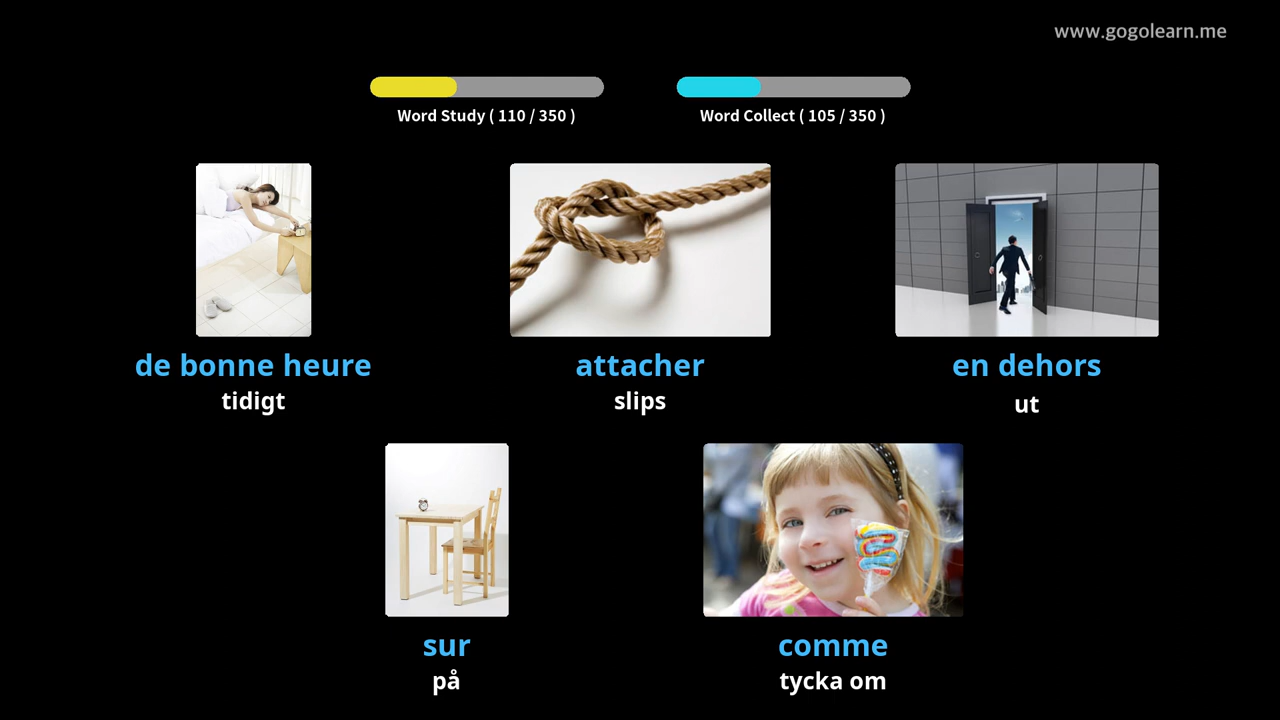 www.gogolearn.me
Word Study ( 110 / 350 )
Word Collect ( 105 / 350 )
de bonne heure
tidigt
attacher
slips
en dehors
ut
sur
på
comme
tycka om